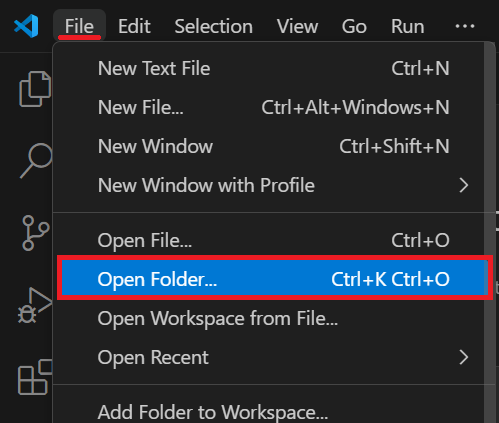 File Edit Selection View Go Run ...
New Text File Ctrl+N
New File... Ctrl+Alt+Windows+N
New Window Ctrl+Shift+N
New Window with Profile
Open File... Ctrl+O
Open Folder... Ctrl+K Ctrl+O
Open Workspace from File...
Open Recent
Add Folder to Workspace...